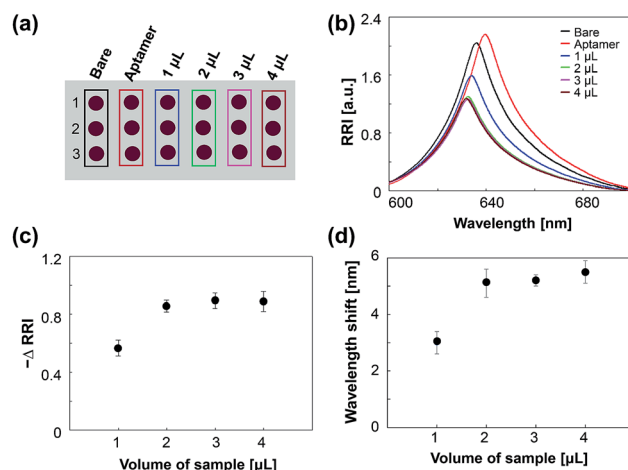 (a)
Bare
Aptamer
1 µL
2 µL
3 µL
4 µL
1
2
3
(b)
RRI [a.u.]
2.4
1.8
1.2
0.6
0
600
640
680
Wavelength [nm]
Bare
Aptamer
1 µL
2 µL
3 µL
4 µL
(c)
−Δ RRI
1.2
0.8
0.4
0
1
2
3
4
Volume of sample [µL]
(d)
Wavelength shift [nm]
6
4
2
0
1
2
3
4
Volume of sample [µL]